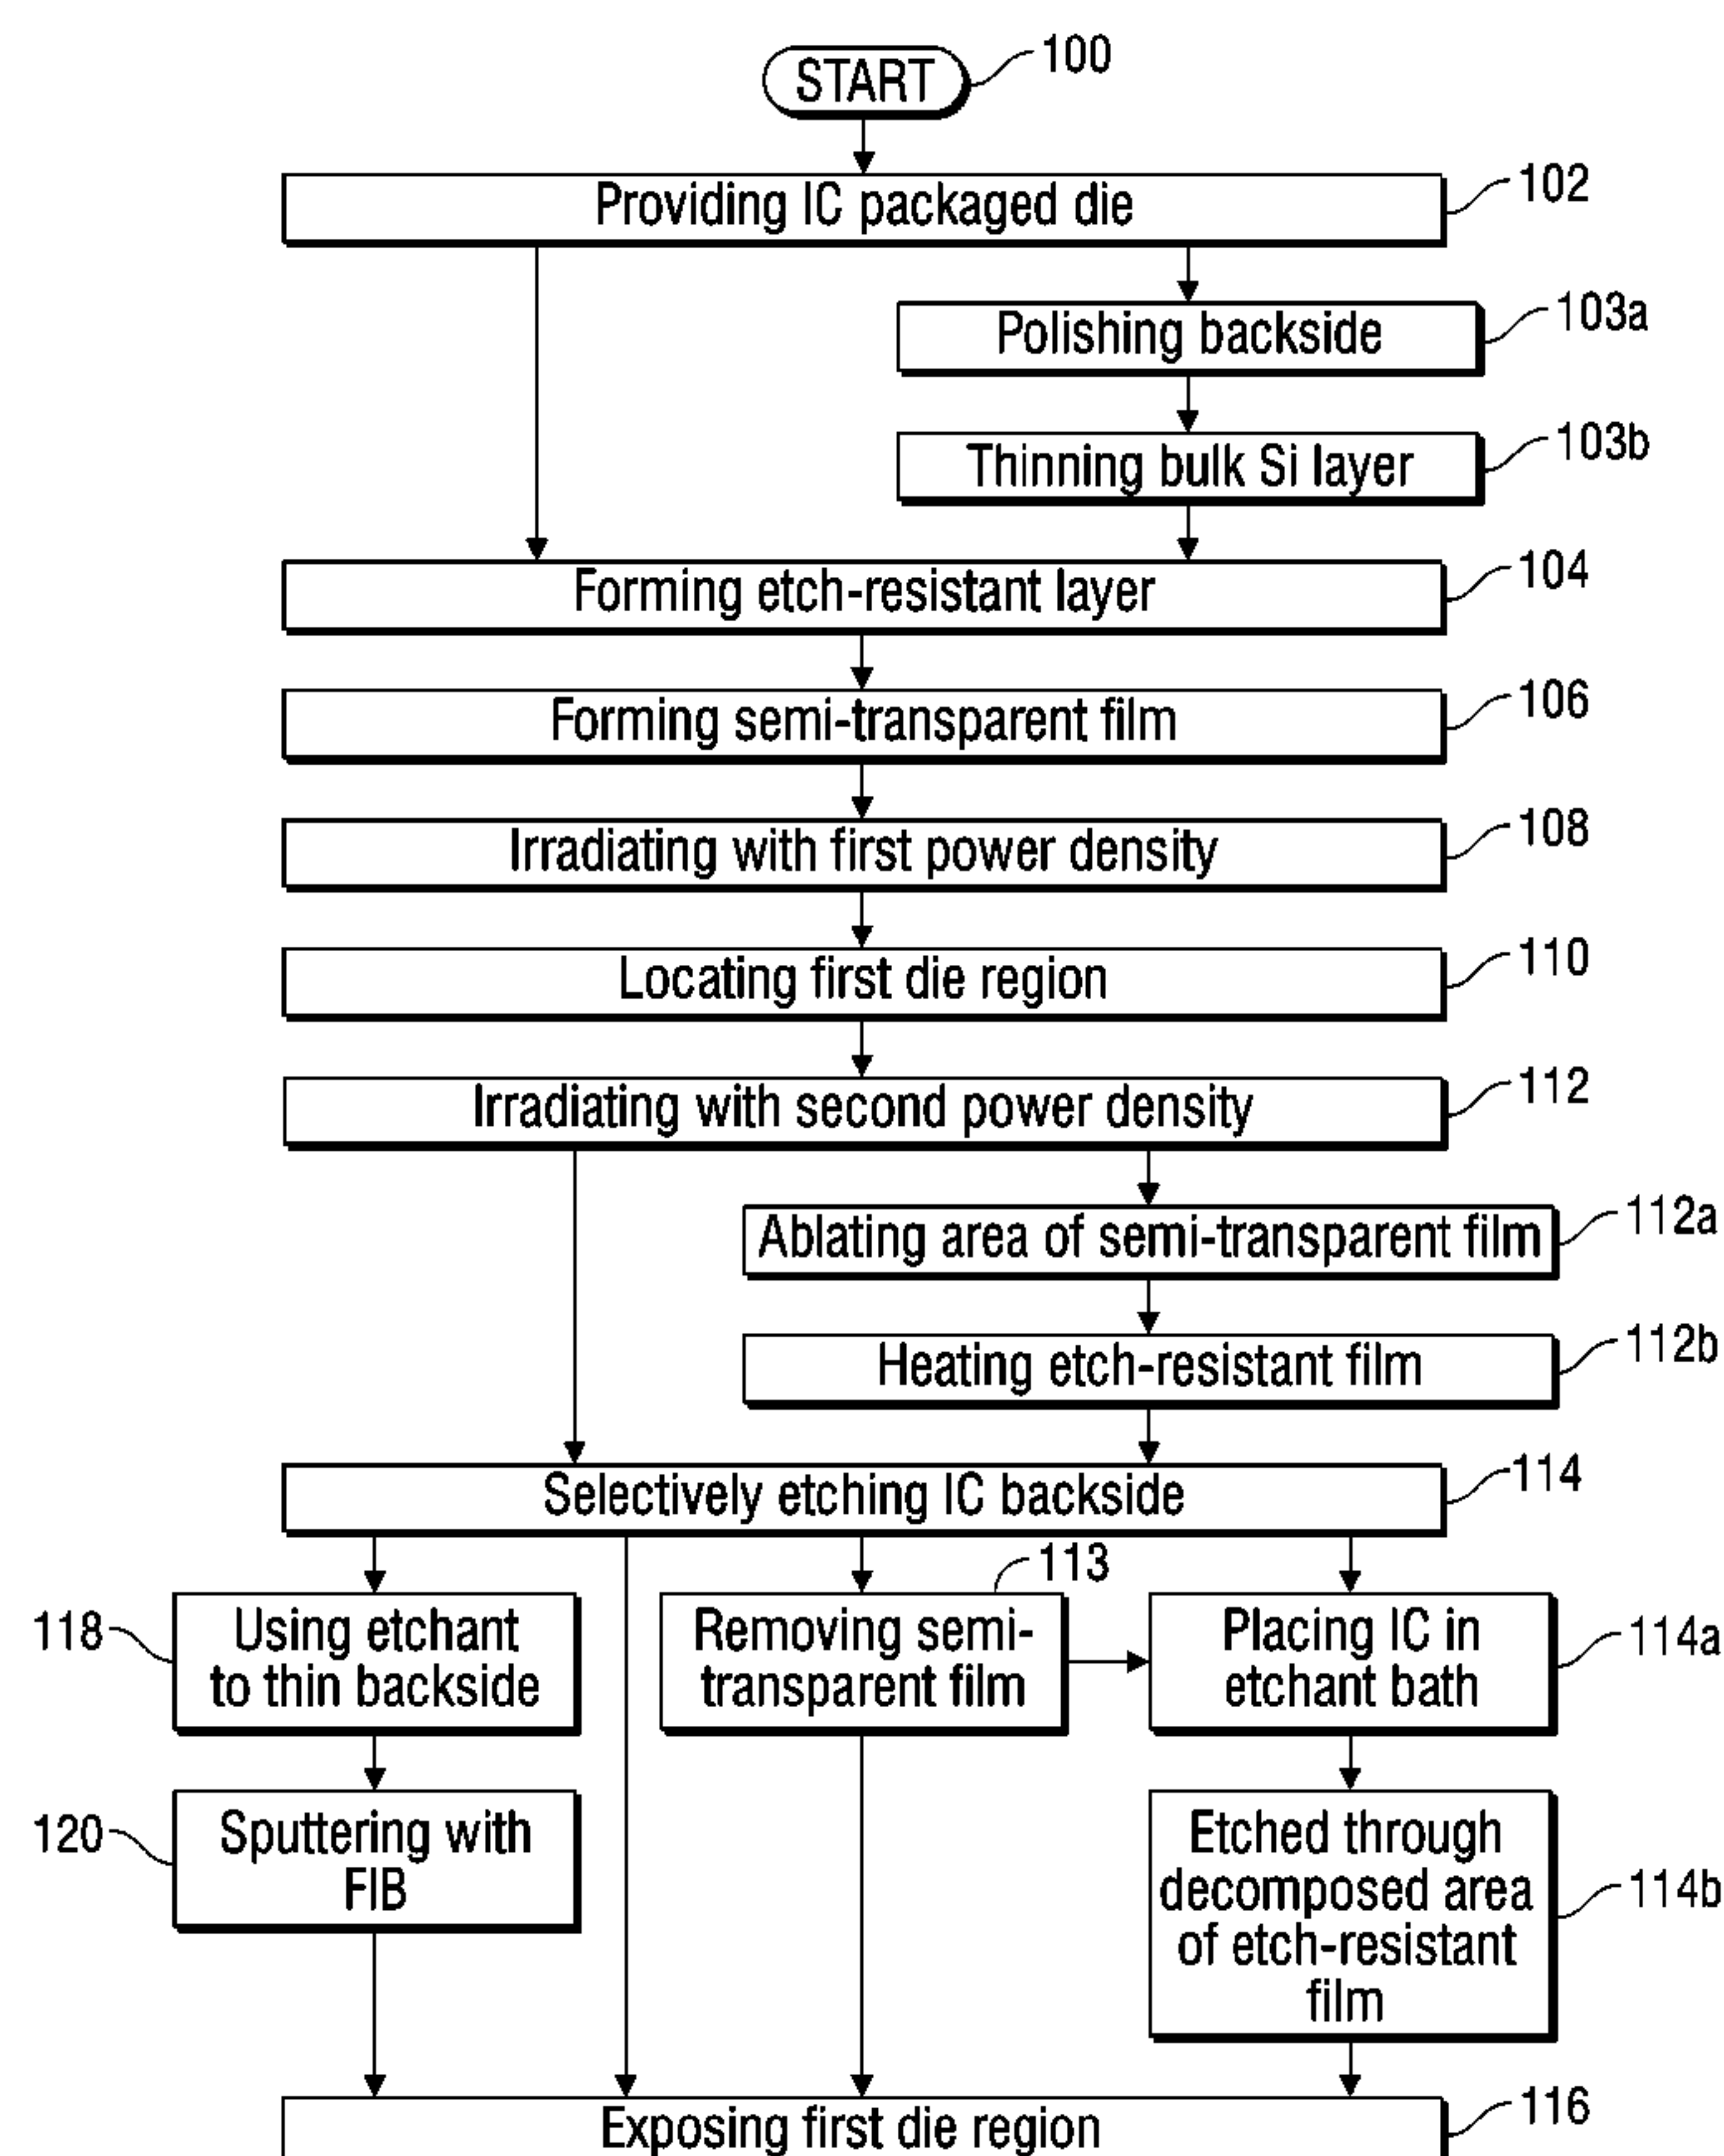 START
100
Providing IC packaged die
102
Polishing backside
103a
Thinning bulk Si layer
103b
Forming etch-resistant layer
104
Forming semi-transparent film
106
Irradiating with first power density
108
Locating first die region
110
Irradiating with second power density
112
Ablating area of semi-transparent film
112a
Heating etch-resistant film
112b
Selectively etching IC backside
114
118
Using etchant
to thin backside
113
Removing semi-
transparent film
Placing IC in
etchant bath
114a
120
Sputtering with
FIB
Etched through
decomposed area
of etch-resistant
film
114b
Exposing first die region
116